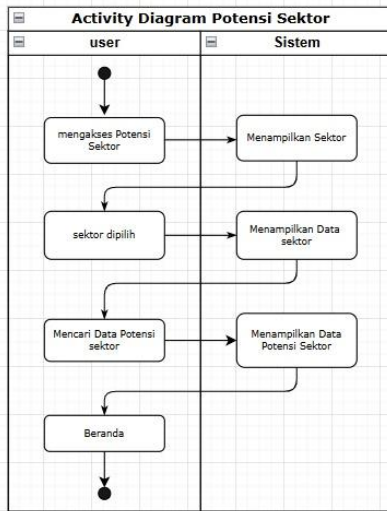 Activity Diagram Potensi Sektor
user
Sistem
mengakses Potensi
Sektor
Menampilkan Sektor
sektor dipilih
Menampilkan Data
sektor
Mencari Data Potensi
sektor
Menampilkan Data
Potensi Sektor
Beranda